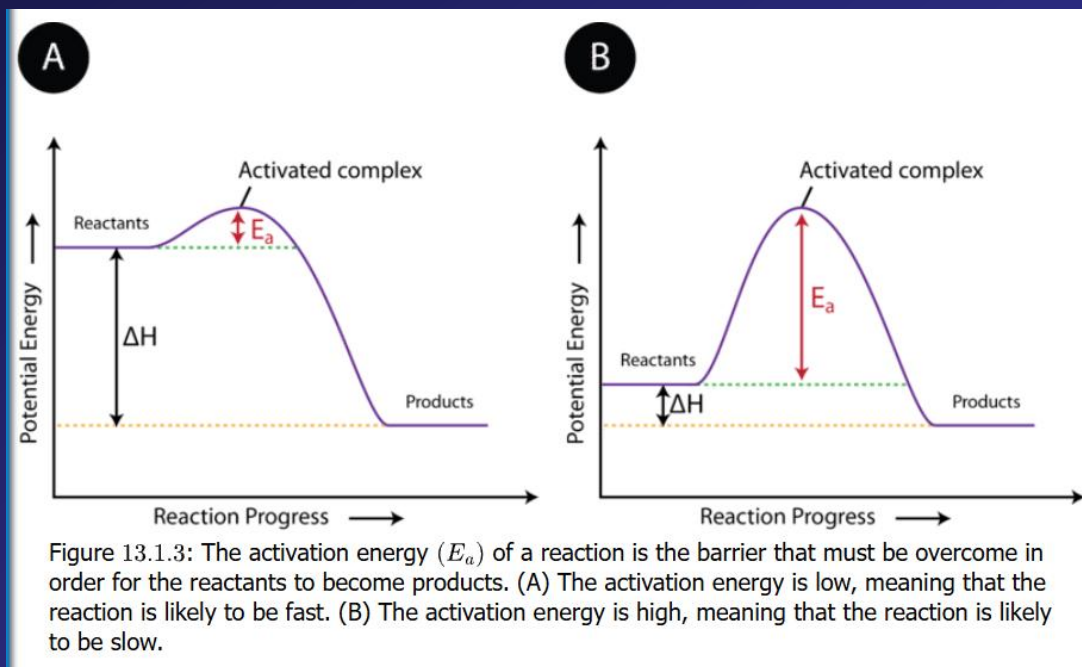 A
Activated complex
Reactants
Ea
ΔH
Products
Potential Energy
Reaction Progress
B
Activated complex
Ea
Reactants
ΔH
Products
Potential Energy
Reaction Progress
Figure 13.1.3: The activation energy (Ea) of a reaction is the barrier that must be overcome in
order for the reactants to become products. (A) The activation energy is low, meaning that the
reaction is likely to be fast. (B) The activation energy is high, meaning that the reaction is likely
to be slow.